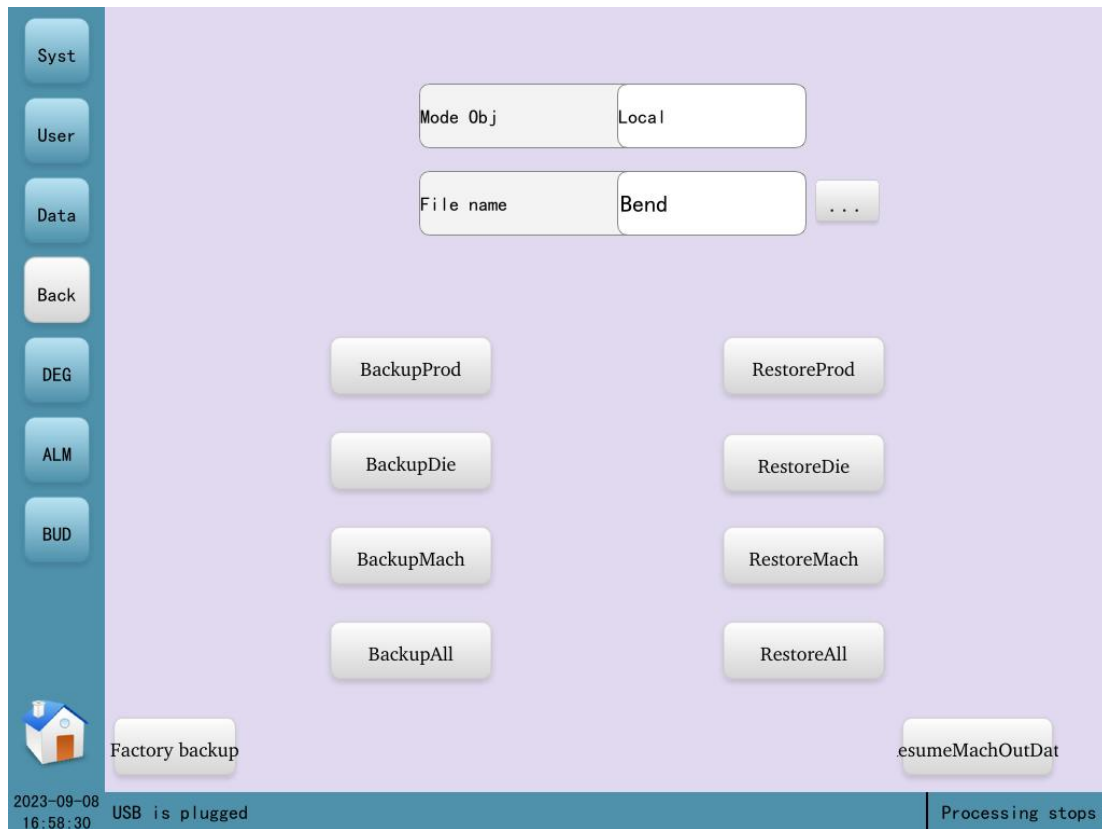 Syst
User
Data
Back
DEG
ALM
BUD
Mode Obj Local
File name Bend ...
BackupProd RestoreProd
BackupDie RestoreDie
BackupMach RestoreMach
BackupAll RestoreAll
Factory backup esumeMachOutDat
2023-09-08
16:58:30
USB is plugged
Processing stops